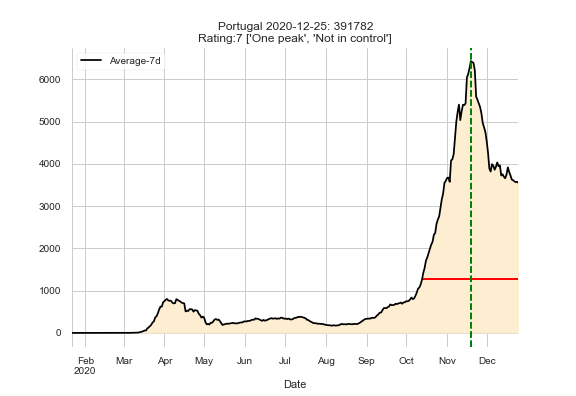 Portugal 2020-12-25: 391782
Rating:7 ['One peak', 'Not in control']
Average-7d
6000
5000
4000
3000
2000
1000
0
Feb Mar Apr May Jun Jul Aug Sep Oct Nov Dec
2020
Date